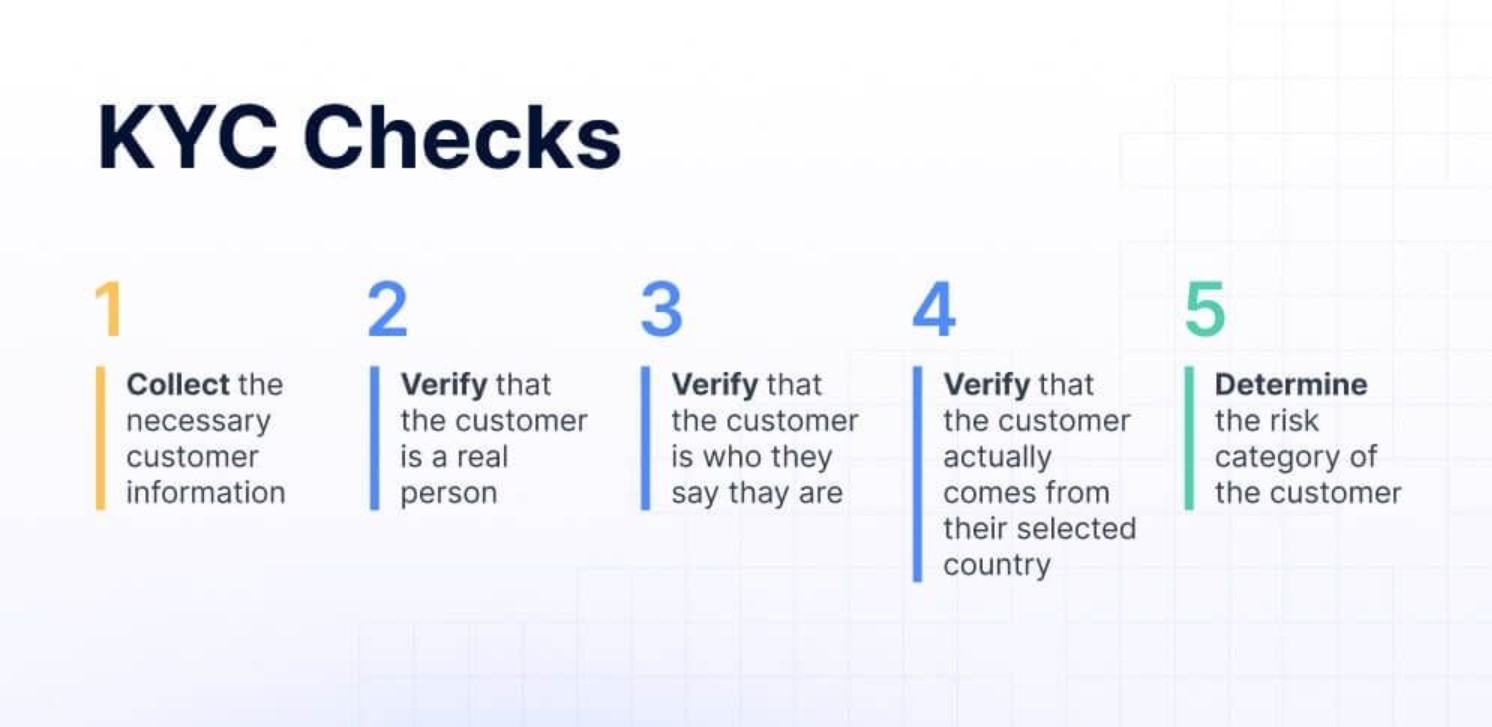 KYC Checks
1
Collect the
necessary
customer
information
2
Verify that
the customer
is a real
person
3
Verify that
the customer
is who they
say thay are
4
Verify that
the customer
actually
comes from
their selected
country
5
Determine
the risk
category of
the customer